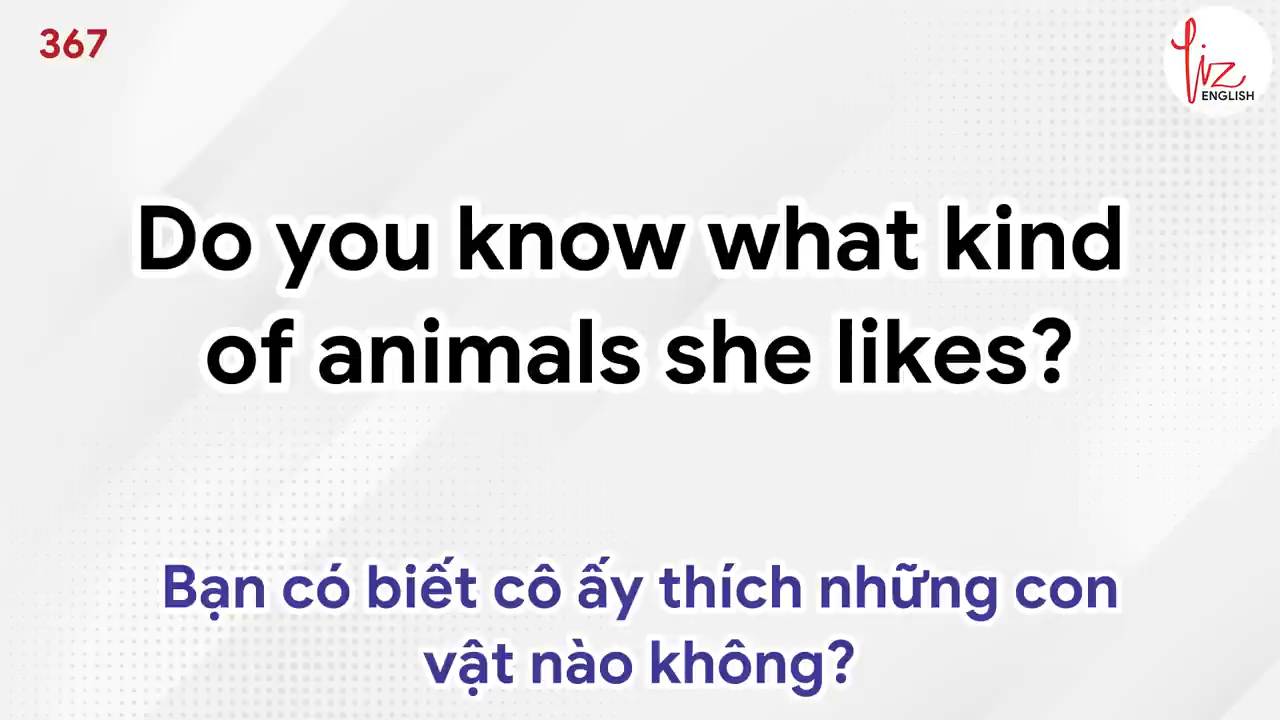 367
Liz
ENGLISH
Do you know what kind
of animals she likes?
Bạn có biết cô ấy thích những con
vật nào không?